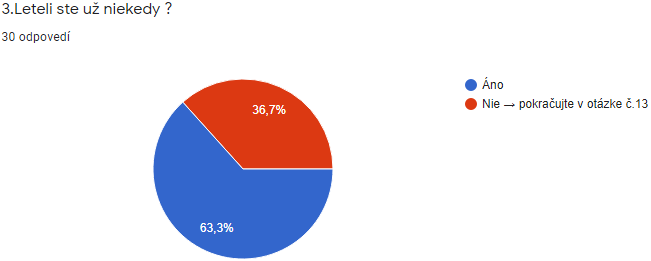 3.Leteli ste už niekedy ?
30 odpovedí
Áno
Nie → pokračujte v otázke č.13
36,7%
63,3%